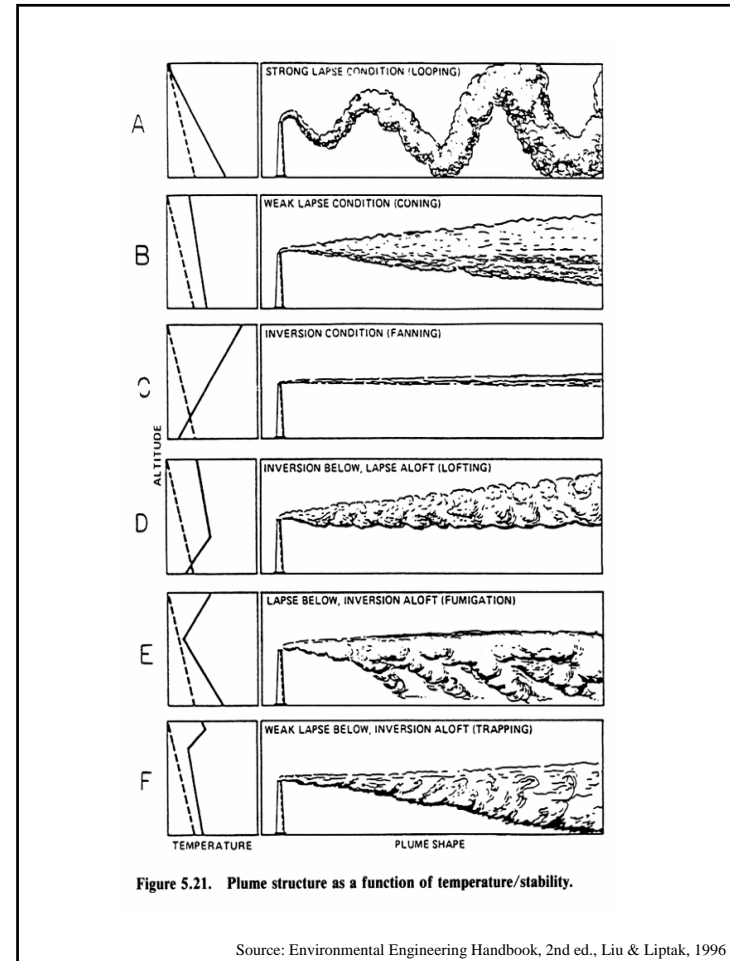 A
STRONG LAPSE CONDITION (LOOPING)
B
WEAK LAPSE CONDITION (CONING)
C
INVERSION CONDITION (FANNING)
ALTITUDE
D
INVERSION BELOW, LAPSE ALOFT (LOFTING)
E
LAPSE BELOW, INVERSION ALOFT (FUMIGATION)
F
WEAK LAPSE BELOW, INVERSION ALOFT (TRAPPING)
TEMPERATURE PLUME SHAPE
Figure 5.21. Plume structure as a function of temperature/stability.
Source: Environmental Engineering Handbook, 2nd ed., Liu & Liptak, 1996